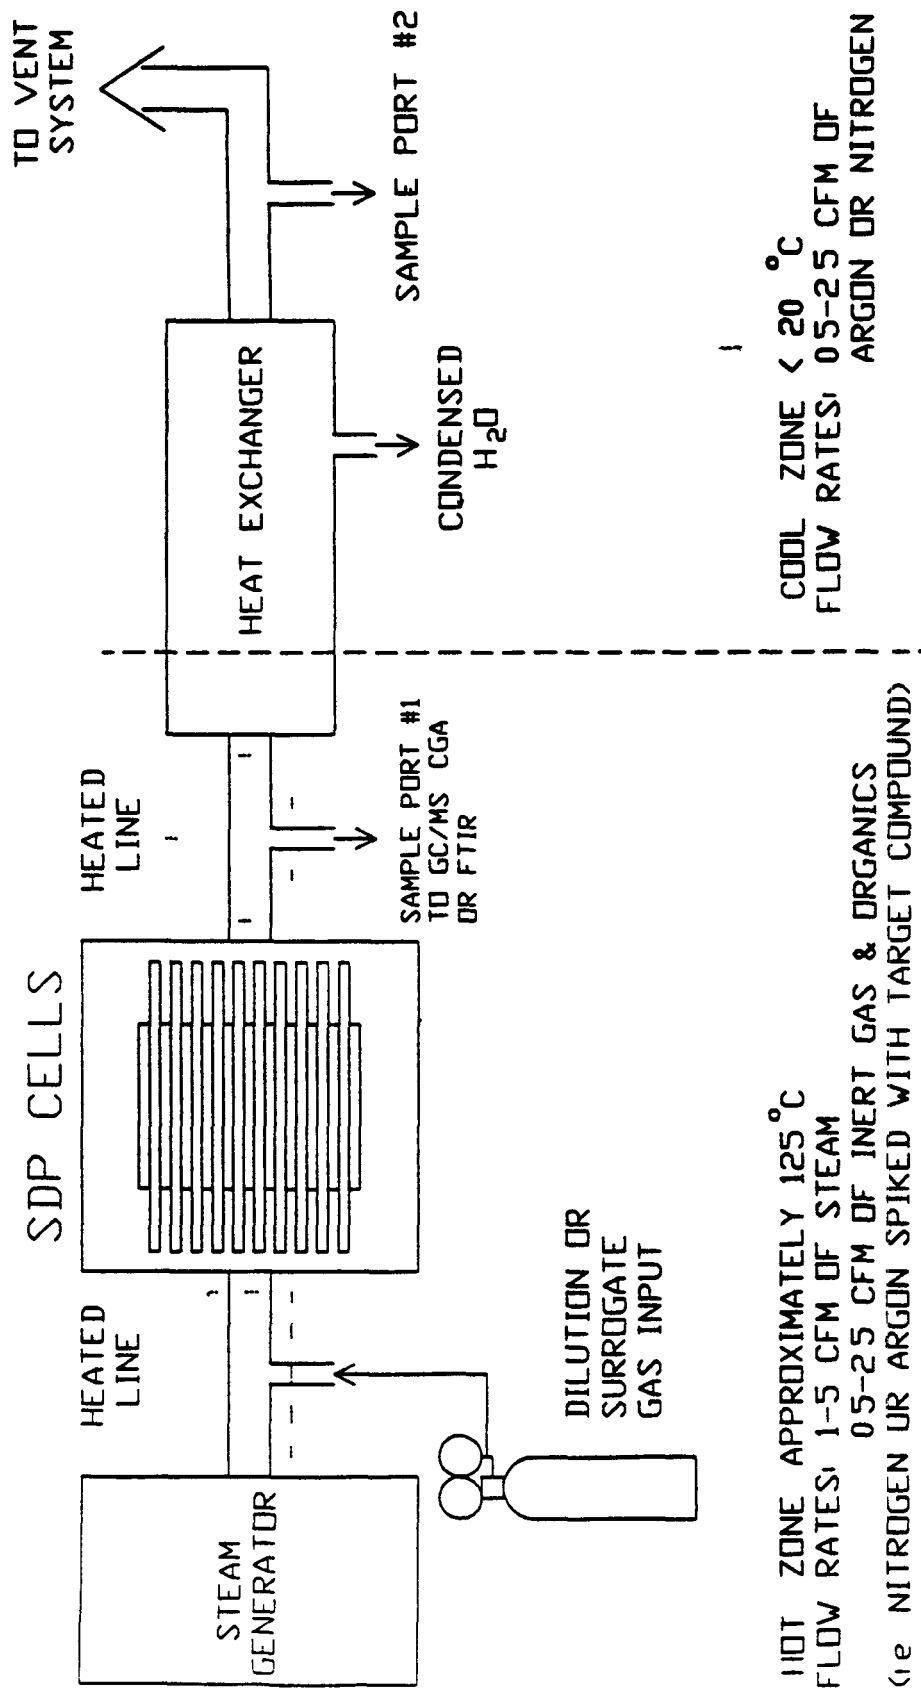 STEAM
GENERATOR
HEATED
LINE
DILUTION OR
SURROGATE
GAS INPUT
SDP CELLS
HEATED
LINE
SAMPLE PORT #1
TO GC/MS CGA
OR FTIR
HEAT EXCHANGER
CONDENSED
H2O
TO VENT
SYSTEM
SAMPLE PORT #2
HOT ZONE APPROXIMATELY 125°C
FLOW RATES: 1-5 CFM OF STEAM
05-25 CFM OF INERT GAS & ORGANICS
(ie NITROGEN OR ARGON SPIKED WITH TARGET COMPOUND)
COOL ZONE < 20 °C
FLOW RATES: 05-25 CFM OF
ARGON OR NITROGEN